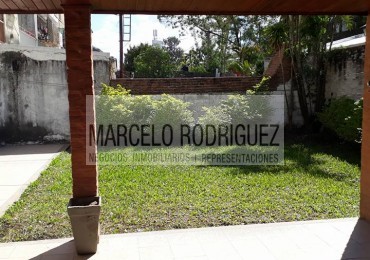 MARCELO RODRIGUEZ
NEGOCIOS INMOBILIARIOS Y REPRESENTACIONES